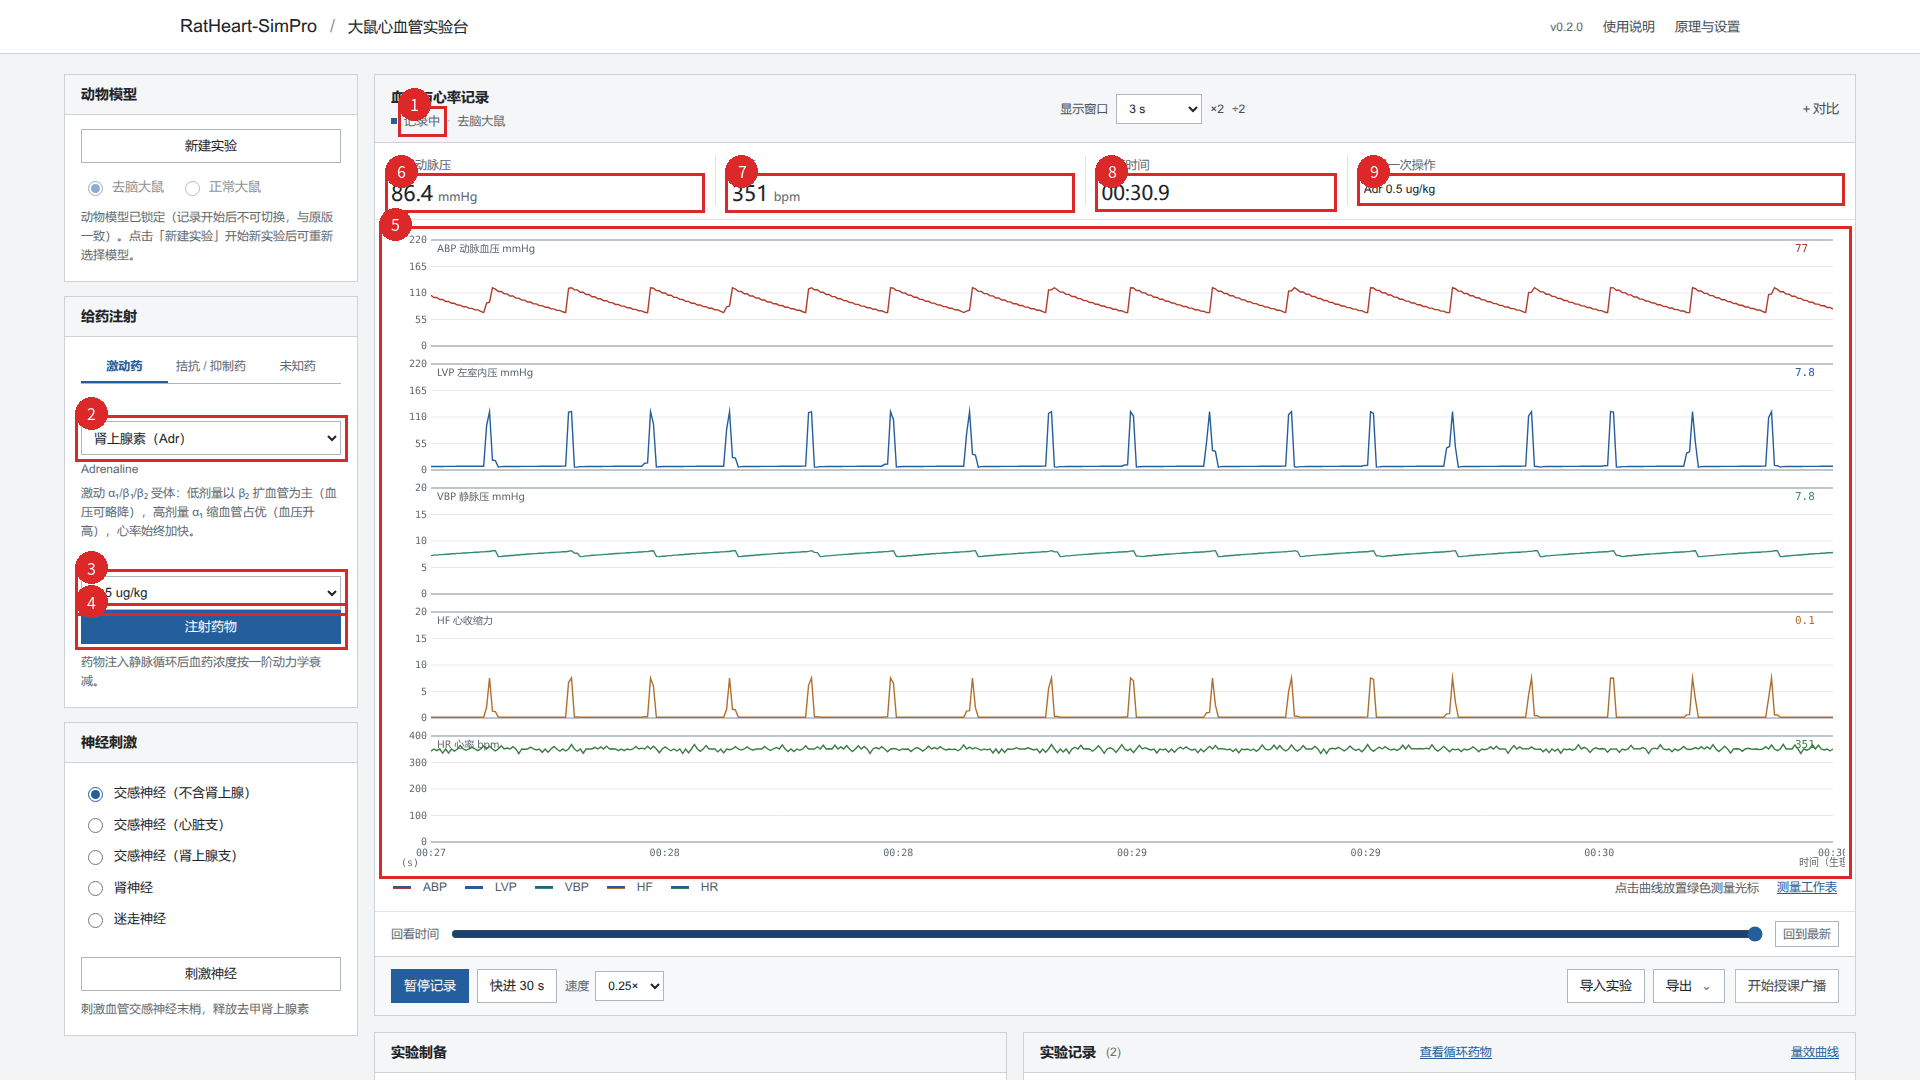 RatHeart-SimPro / 大鼠心血管实验台
v0.2.0 使用说明 原理与设置
动物模型
新建实验
去脑大鼠 正常大鼠
动物模型已锁定（记录开始后不可切换，与原版
一致）。点击「新建实验」开始新实验后可重新
选择模型。
给药注射
激动药 拮抗 / 抑制药 未知药
2
肾上腺素（Adr）
Adrenaline
激动 α₁/β₁/β₂ 受体：低剂量以 β₂ 扩血管为主（血
压可略降），高剂量 α₁ 缩血管占优（血压升
高），心率始终加快。
3
5 ug/kg
4
注射药物
药物注入静脉循环后血药浓度按一阶动力学衰
减。
神经刺激
交感神经（不含肾上腺）
交感神经（心脏支）
交感神经（肾上腺支）
肾神经
迷走神经
刺激神经
刺激血管交感神经末梢，释放去甲肾上腺素
心率记录
1
记录中 · 去脑大鼠
显示窗口 3 s ×2 ÷2
+ 对比
6 动脉压
86.4 mmHg
7
351 bpm
8 时间
00:30.9
9 一次操作
Adr 0.5 ug/kg
5
220
165
110
55
0
ABP 动脉血压 mmHg
77
220
165
110
55
0
LVP 左室内压 mmHg
7.8
20
15
10
5
0
VBP 静脉压 mmHg
7.8
20
15
10
5
0
HF 心收缩力
0.1
400
300
200
100
0
HR 心率 bpm
351
00:27 00:28 00:28 00:29 00:29 00:30 00:30
(s) 时间（生理
ABP LVP VBP HF HR
点击曲线放置绿色测量光标 测量工作表
回看时间 回到最新
暂停记录 快进 30 s 速度 0.25×
导入实验 导出 开始授课广播
实验制备
实验记录 (2) 查看循环药物 量效曲线